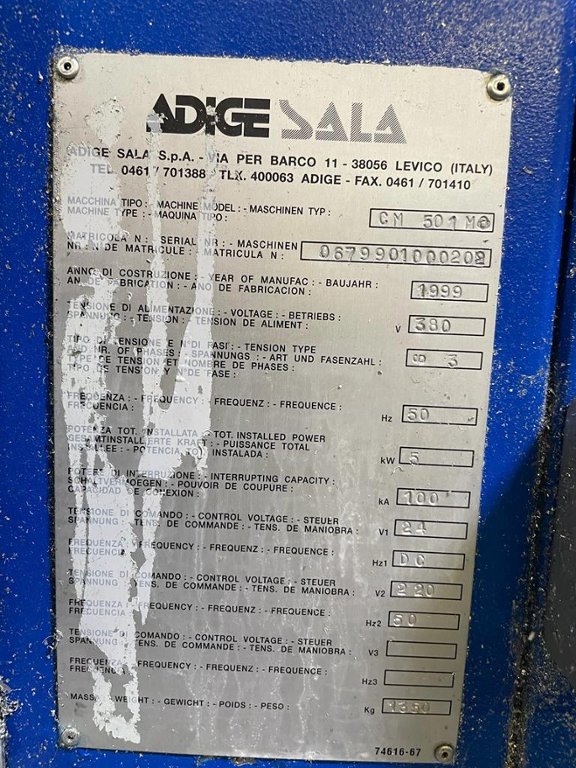 ADIGE SALA
ADIGE SALA S.p.A. - VIA PER BARCO 11 - 38056 LEVICO (ITALY)
TEL. 0461 / 701388 - TLX. 400063 ADIGE - FAX. 0461 / 701410
MACCHINA TIPO: - MACHINE MODEL: - MASCHINEN TYP:
MACHINE TYPE: - MAQUINA TIPO: CM 501
MATRICOLA N: - SERIAL NR: - MASCHINEN
NR: - N DE MATRICULE: - MATRICULA N: 0679901000202
ANNO DI COSTRUZIONE: - YEAR OF MANUFAC: - BAUJAHR:
AN DE FABRICATION: - ANO DE FABRICACION: 1999
TENSIONE DI ALIMENTAZIONE: - VOLTAGE: - BETRIEBS:
SPANNUNG: - TENSION: - TENSION DE ALIMENT: V 380
TIPO DI TENSIONE E N° DI FASI: - TENSION TYPE
AND NR. OF PHASES: - SPANNUNGS: - ART UND FASENZAHL:
PE DE TENSION ET NOMBRE DE PHASES:
TIPO DE TENSION Y N° DE FASE: 3
FREQUENZA: - FREQUENCY: - FREQUENZ: - FREQUENCE:
FRECUENCIA: Hz 50
POTENZA TOT. INSTALLATA - TOT. INSTALLED POWER
GESAMTINSTALLIERTE KRAFT: - PUISSANCE TOTAL
INSTALLEE: - POTENCIA INSTALADA: kW 5
POTERE DI INTERRUZIONE: - INTERRUPTING CAPACITY:
SCHALTVERMOEGEN: - POUVOIR DE COUPURE:
CAPACIDAD DE CONEXION: kA 100
TENSIONE DI COMANDO: - CONTROL VOLTAGE: - STEUER
SPANNUNG: - TENS. DE COMMANDE: - TENS. DE MANIOBRA: V1 24
FREQUENZA: - FREQUENCY: - FREQUENZ: - FREQUENCE:
FRECUENCIA: Hz1 DC
TENSIONE DI COMANDO: - CONTROL VOLTAGE: - STEUER
SPANNUNG: - TENS. DE COMMANDE: - TENS. DE MANIOBRA: V2 220
FREQUENZA: - FREQUENCY: - FREQUENZ: - FREQUENCE:
FRECUENCIA: Hz2 50
TENSIONE DI COMANDO: - CONTROL VOLTAGE: - STEUER
SPANNUNG: - TENS. DE COMMANDE: - TENS. DE MANIOBRA: V3
FREQUENZA: - FREQUENCY: - FREQUENZ: - FREQUENCE:
FRECUENCIA: Hz3
MASSA: - WEIGHT: - GEWICHT: - POIDS: - PESO: Kg 1350
74616-67